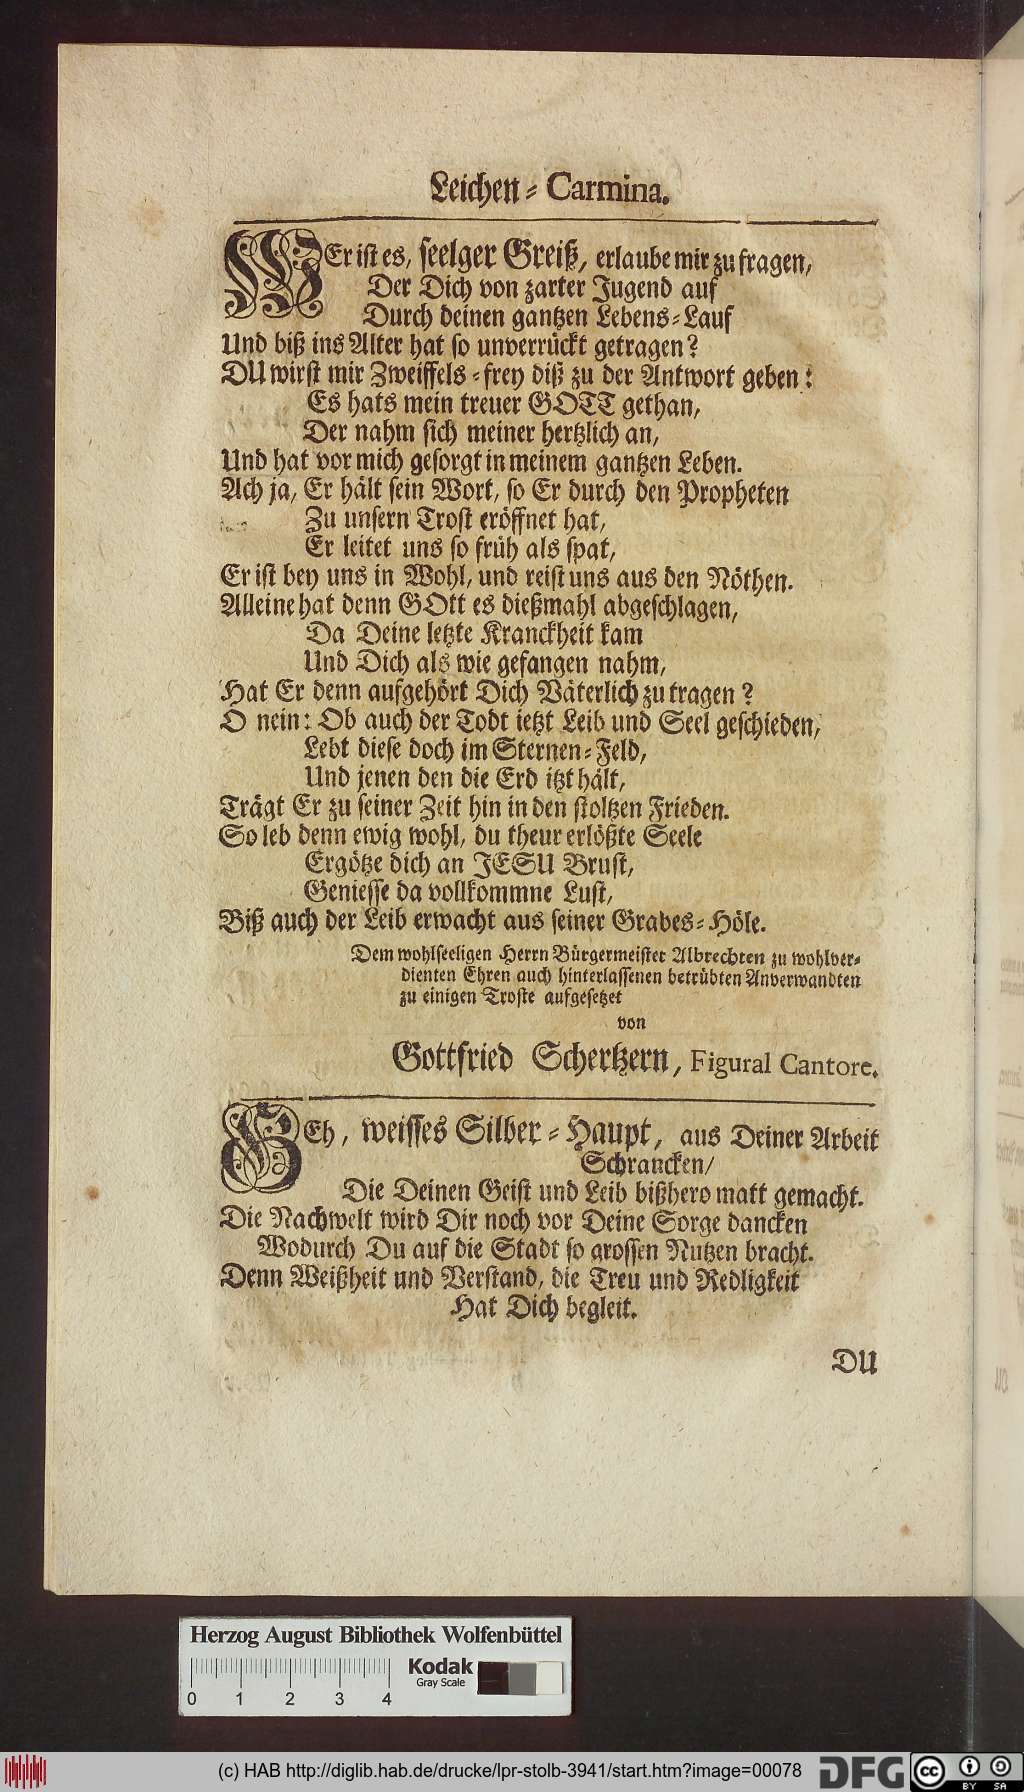 Leichen-Carmina.
WEr ist es, seelger Greiß, erlaube mir zu fragen,
Der Dich von zarter Jugend auf
Durch deinen gantzen Lebens-Lauf
Und biß ins Alter hat so unverrückt getragen?
DU wirst mir Zweiffels-frey diß zu der Antwort geben:
Es hats mein treuer GOTT gethan,
Der nahm sich meiner hertzlich an,
Und hat vor mich gesorgt in meinem gantzen Leben.
Ach ja, Er hält sein Wort, so Er durch den Propheten
Zu unsern Trost eröffnet hat,
Er leitet uns so früh als spat,
Er ist bey uns in Wohl, und reist uns aus den Nöthen.
Alleine hat denn GOtt es dießmahl abgeschlagen,
Da Deine letzte Kranckheit kam
Und Dich als wie gefangen nahm,
Hat Er denn aufgehört Dich Väterlich zu tragen?
O nein: Ob auch der Todt ietzt Leib und Seel geschieden,
Lebt diese doch im Sternen-Feld,
Und jenen den die Erd itzt hält,
Trägt Er zu seiner Zeit hin in den stoltzen Frieden.
So leb denn ewig wohl, du theur erlößte Seele
Ergötze dich an JESU Brust,
Geniesse da vollkommne Lust,
Biß auch der Leib erwacht aus seiner Grabes-Höle.
Dem wohlseeligen Herrn Bürgermeister Albrechten zu wohlver-
dienten Ehren auch hinterlassenen betrübten Anverwandten
zu einigen Troste aufgesetzet
von
Gottfried Schertzern, Figural Cantore.
GEh, weisses Silber-Haupt, aus Deiner Arbeit
Schrancken/
Die Deinen Geist und Leib bißhero matt gemacht.
Die Nachwelt wird Dir noch vor Deine Sorge dancken
Wodurch Du auf die Stadt so grossen Nutzen bracht.
Denn Weißheit und Verstand, die Treu und Redligkeit
Hat Dich begleit.
DU
Herzog August Bibliothek Wolfenbüttel
Kodak
Gray Scale
0 1 2 3 4
(c) HAB http://diglib.hab.de/drucke/lpr-stolb-3941/start.htm?image=00078
DFG
cc BY SA